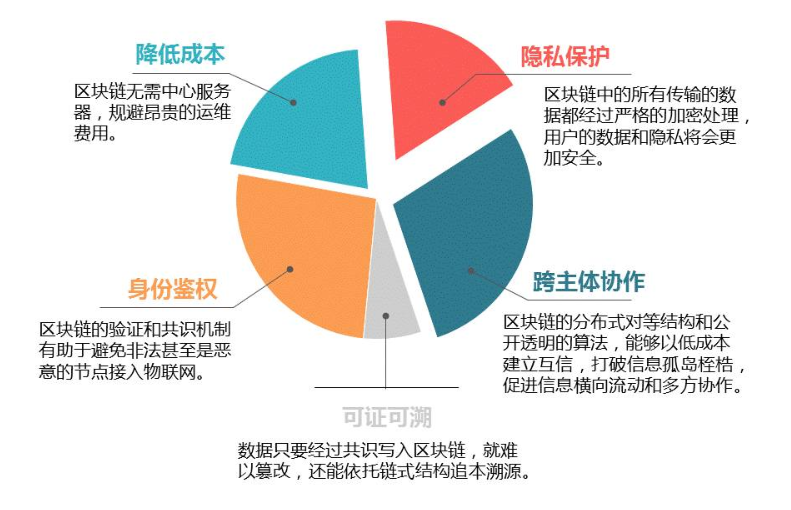 降低成本
区块链无需中心服务
器，规避昂贵的运维
费用。
隐私保护
区块链中的所有传输的数
据都经过严格的加密处理，
用户的数据和隐私将会更
加安全。
身份鉴权
区块链的验证和共识机制
有助于避免非法甚至是恶
意的节点接入物联网。
跨主体协作
区块链的分布式对等结构和公
开透明的算法，能够以低成本
建立互信，打破信息孤岛桎梏，
促进信息横向流动和多方协作。
可证可溯
数据只要经过共识写入区块链，就难
以篡改，还能依托链式结构追本溯源。